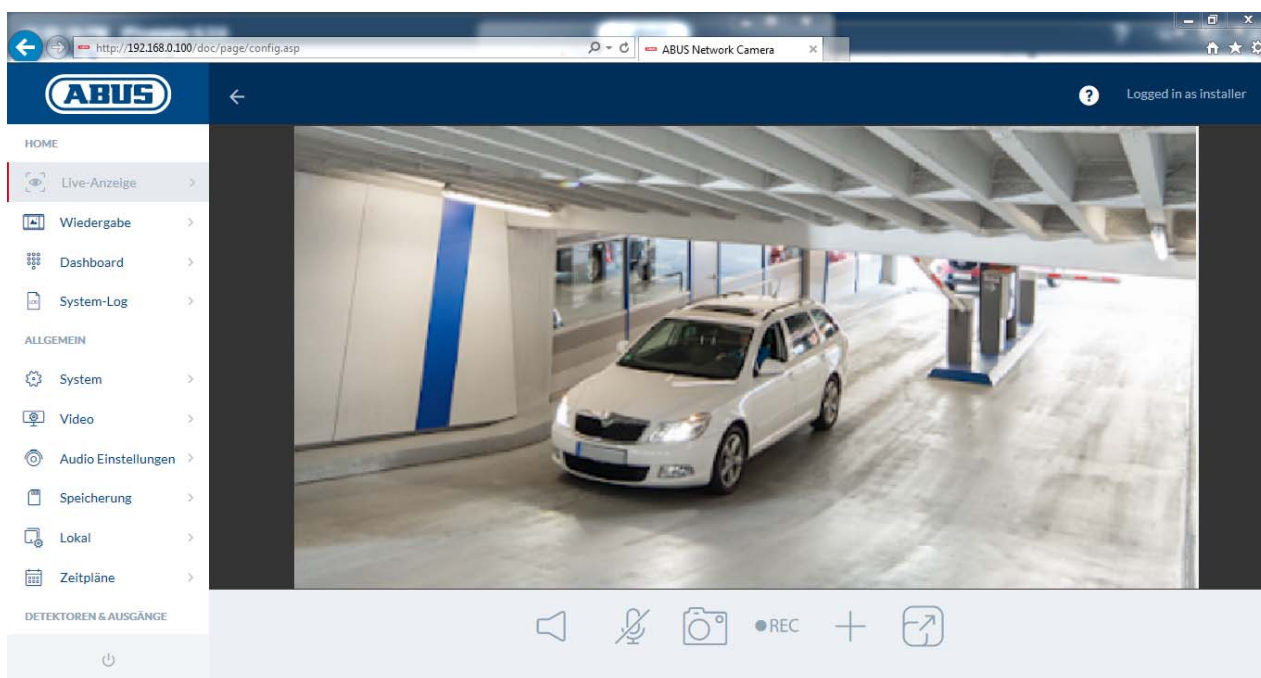 http://192.168.0.100/doc/page/config.asp
ABUS Network Camera
ABUS
Logged in as installer
HOME
Live-Anzeige
Wiedergabe
Dashboard
System-Log
ALLGEMEIN
System
Video
Audio Einstellungen
Speicherung
Lokal
Zeitpläne
DETEKTOREN & AUSGÄNGE
REC